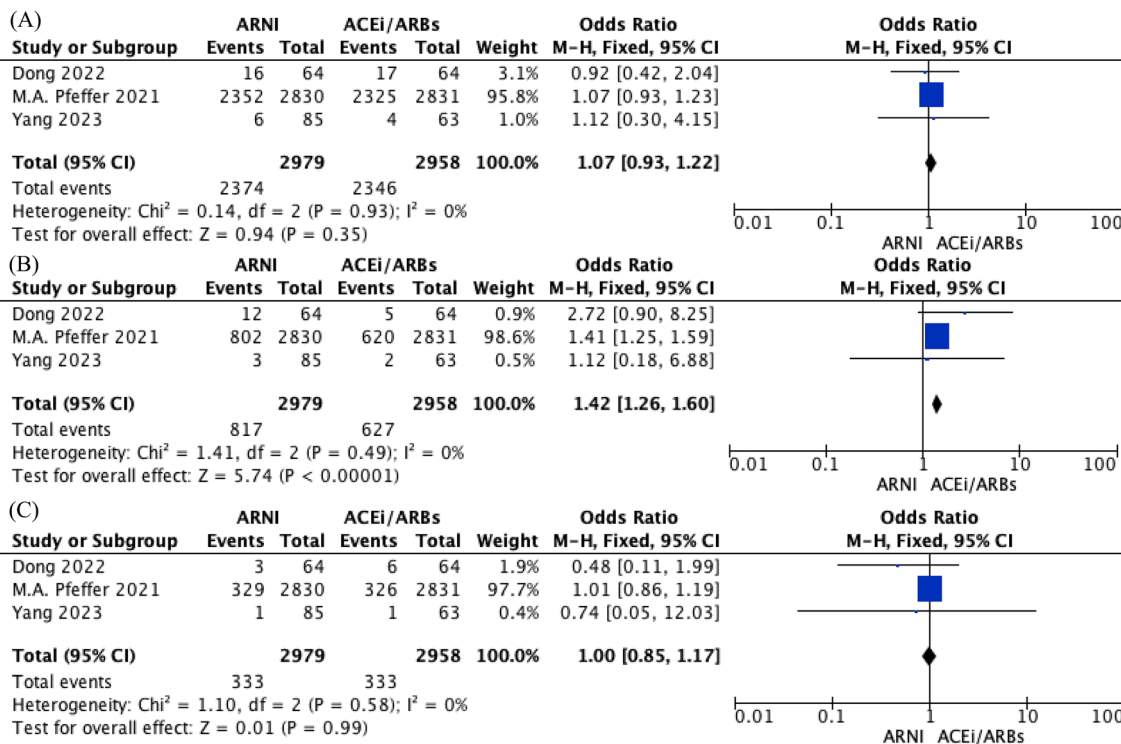 (A) ARNI ACEi/ARBs Odds Ratio Odds Ratio
Study or Subgroup Events Total Events Total Weight M-H, Fixed, 95% CI M-H, Fixed, 95% CI
Dong 2022 16 64 17 64 3.1% 0.92 [0.42, 2.04]
M.A. Pfeffer 2021 2352 2830 2325 2831 95.8% 1.07 [0.93, 1.23]
Yang 2023 6 85 4 63 1.0% 1.12 [0.30, 4.15]
Total (95% CI) 2979 2958 100.0% 1.07 [0.93, 1.22]
Total events 2374 2346
Heterogeneity: Chi² = 0.14, df = 2 (P = 0.93); I² = 0%
Test for overall effect: Z = 0.94 (P = 0.35)
0.01 0.1 1 10 100
ARNI ACEi/ARBs
(B) ARNI ACEi/ARBs Odds Ratio Odds Ratio
Study or Subgroup Events Total Events Total Weight M-H, Fixed, 95% CI M-H, Fixed, 95% CI
Dong 2022 12 64 5 64 0.9% 2.72 [0.90, 8.25]
M.A. Pfeffer 2021 802 2830 620 2831 98.6% 1.41 [1.25, 1.59]
Yang 2023 3 85 2 63 0.5% 1.12 [0.18, 6.88]
Total (95% CI) 2979 2958 100.0% 1.42 [1.26, 1.60]
Total events 817 627
Heterogeneity: Chi² = 1.41, df = 2 (P = 0.49); I² = 0%
Test for overall effect: Z = 5.74 (P < 0.00001)
0.01 0.1 1 10 100
ARNI ACEi/ARBs
(C) ARNI ACEi/ARBs Odds Ratio Odds Ratio
Study or Subgroup Events Total Events Total Weight M-H, Fixed, 95% CI M-H, Fixed, 95% CI
Dong 2022 3 64 6 64 1.9% 0.48 [0.11, 1.99]
M.A. Pfeffer 2021 329 2830 326 2831 97.7% 1.01 [0.86, 1.19]
Yang 2023 1 85 1 63 0.4% 0.74 [0.05, 12.03]
Total (95% CI) 2979 2958 100.0% 1.00 [0.85, 1.17]
Total events 333 333
Heterogeneity: Chi² = 1.10, df = 2 (P = 0.58); I² = 0%
Test for overall effect: Z = 0.01 (P = 0.99)
0.01 0.1 1 10 100
ARNI ACEi/ARBs